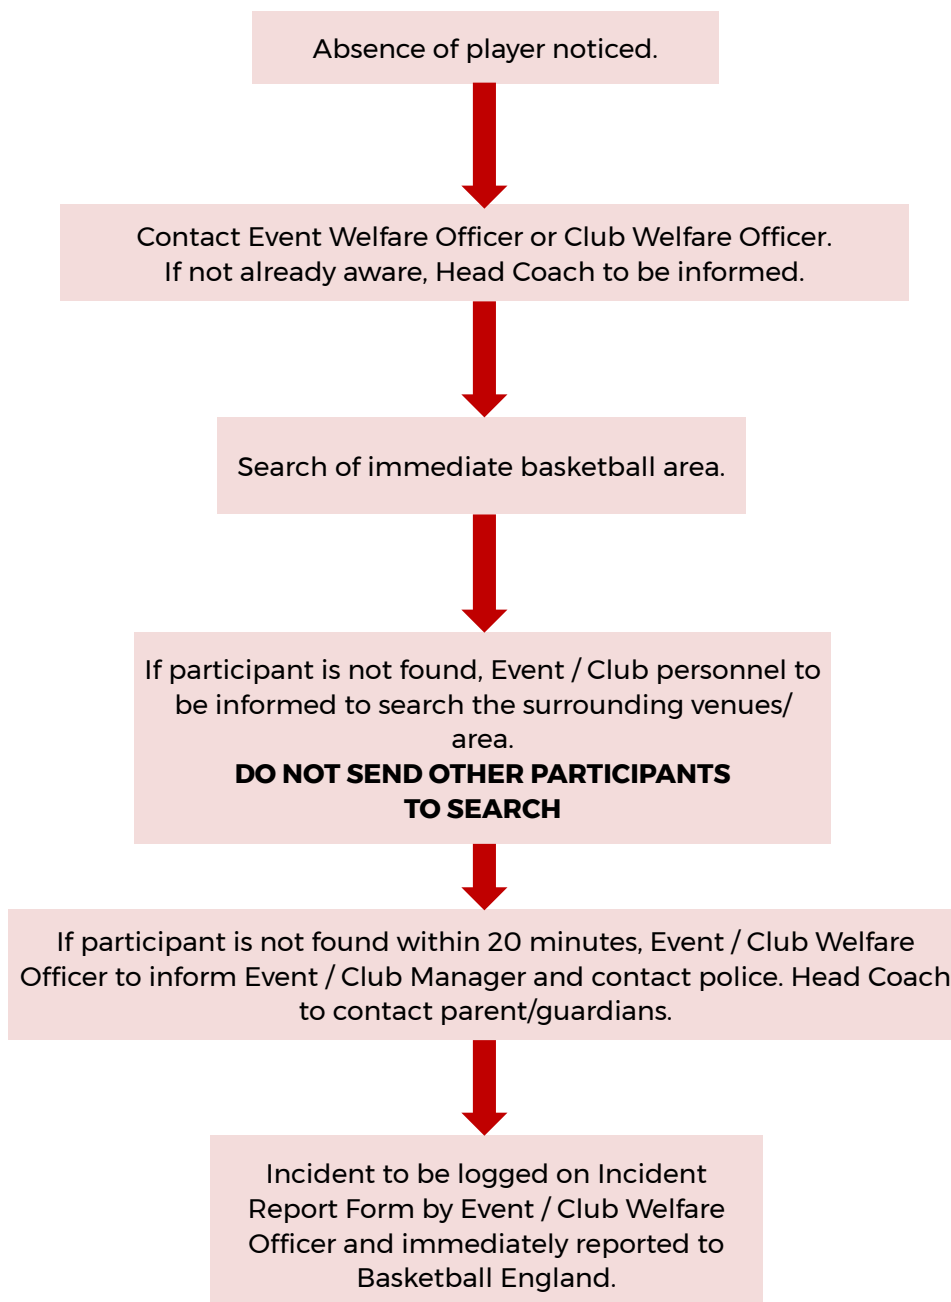 Absence of player noticed.
Contact Event Welfare Officer or Club Welfare Officer.
If not already aware, Head Coach to be informed.
Search of immediate basketball area.
If participant is not found, Event / Club personnel to
be informed to search the surrounding venues/
area.
DO NOT SEND OTHER PARTICIPANTS
TO SEARCH
If participant is not found within 20 minutes, Event / Club Welfare
Officer to inform Event / Club Manager and contact police. Head Coach
to contact parent/guardians.
Incident to be logged on Incident
Report Form by Event / Club Welfare
Officer and immediately reported to
Basketball England.